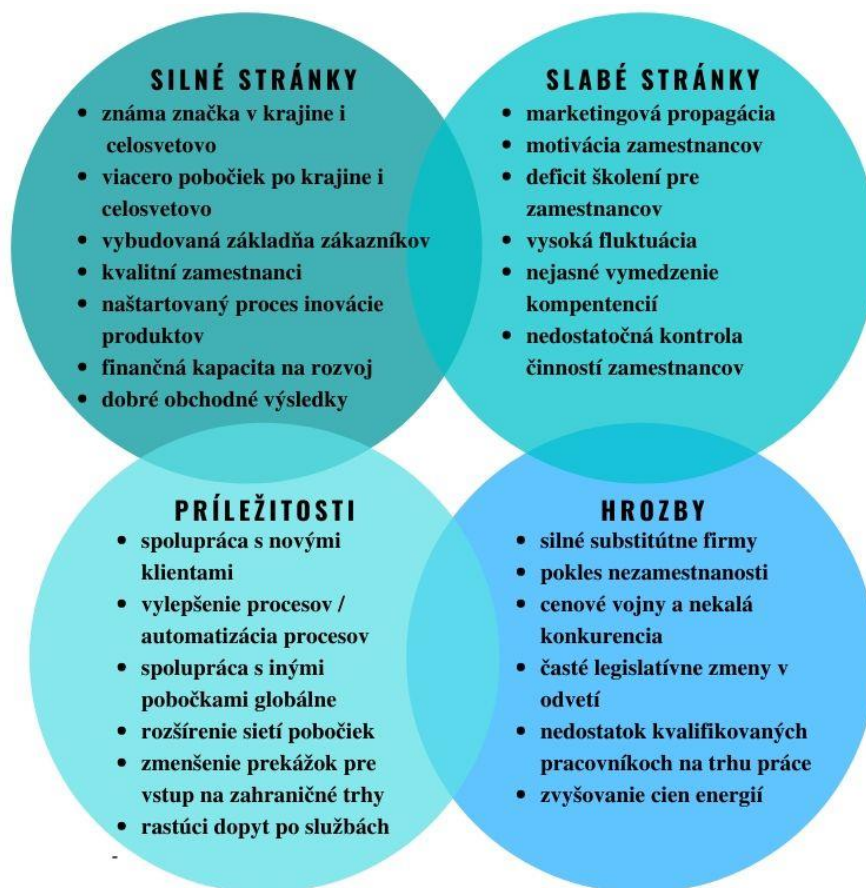 SILNÉ STRÁNKY
• známa značka v krajine i
celosvetovo
• viacero pobočiek po krajine i
celosvetovo
• vybudovaná základňa zákazníkov
• kvalitní zamestnanci
• naštartovaný proces inovácie
produktov
• finančná kapacita na rozvoj
• dobré obchodné výsledky
SLABÉ STRÁNKY
• marketingová propagácia
• motivácia zamestnancov
• deficit školení pre
zamestnancov
• vysoká fluktuácia
• nejasné vymedzenie
kompentencií
• nedostatočná kontrola
činností zamestnancov
PRÍLEŽITOSTI
• spolupráca s novými
klientami
• vylepšenie procesov /
automatizácia procesov
• spolupráca s inými
pobočkami globálne
• rozšírenie sietí pobočiek
• zmenšenie prekážok pre
vstup na zahraničné trhy
• rastúci dopyt po službách
-
HROZBY
• silné substitútne firmy
• pokles nezamestnanosti
• cenové vojny a nekalá
konkurencia
• časté legislatívne zmeny v
odvetí
• nedostatok kvalifikovaných
pracovníkoch na trhu práce
• zvyšovanie cien energií